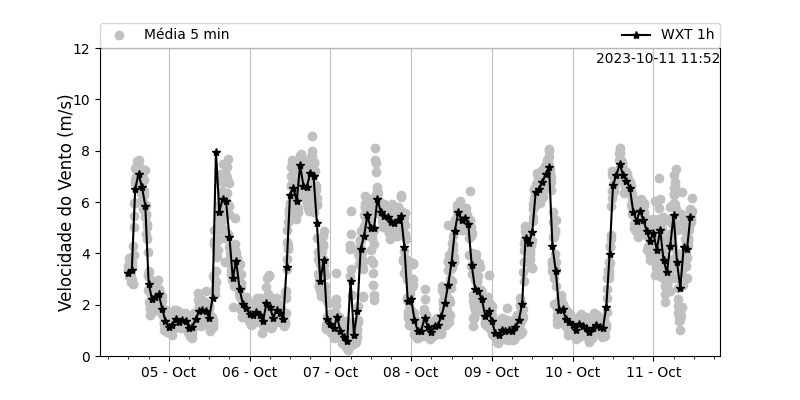 Média 5 min
WXT 1h
2023-10-11 11:52
Velocidade do Vento (m/s)
12
10
8
6
4
2
0
05 - Oct
06 - Oct
07 - Oct
08 - Oct
09 - Oct
10 - Oct
11 - Oct